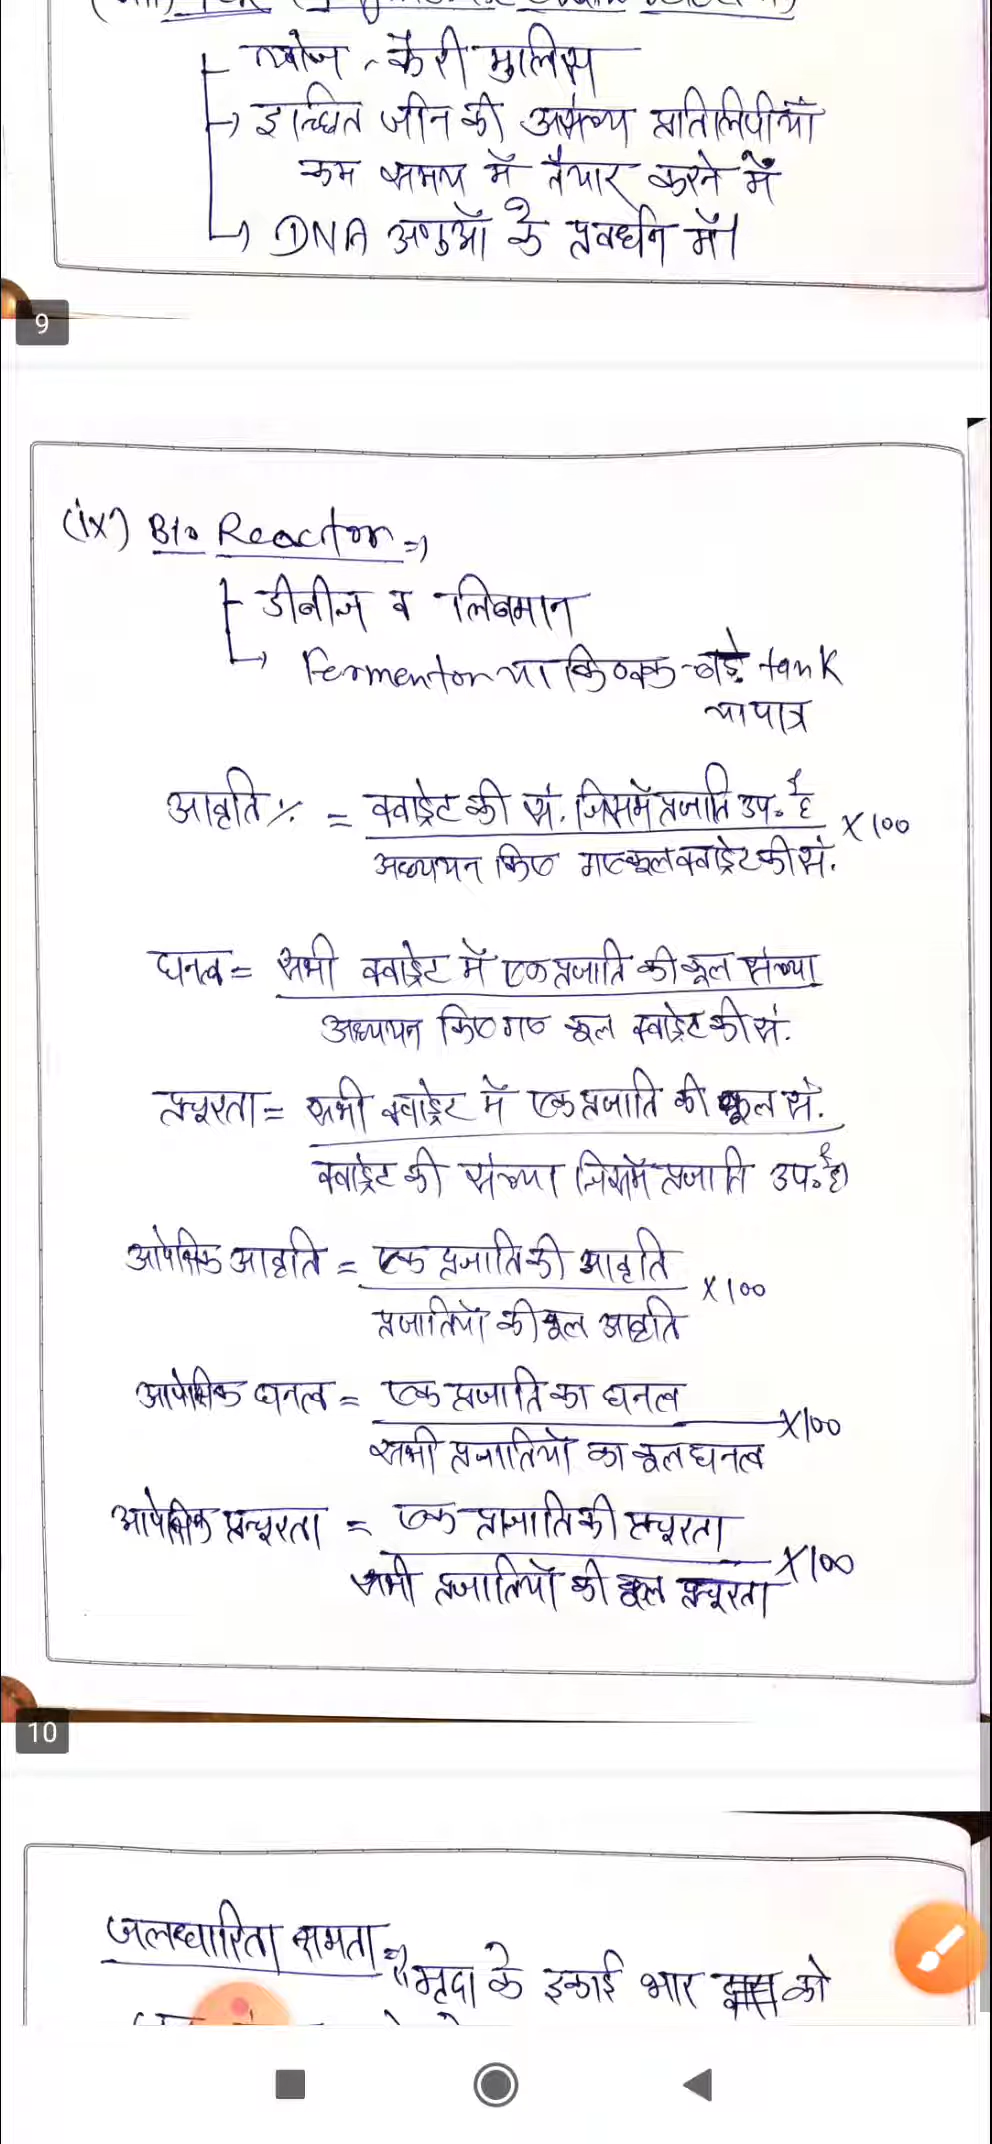 खोज - कैरी मुलिस
→ इच्छित जीन की असंख्य प्रतिलिपीयाँ
कम समय में तैयार करने में
→ DNA अणुओं के प्रवर्धन में।
9
(ix) Bio Reactor ⇒
डीबीज व लिबमान
→ Fermentor या किण्वक - बड़े tank
या पात्र
आवृति % = क्वाड्रेट की सं. जिसमें प्रजाति उप. है × 100
अध्ययन किए गए कूल क्वाड्रेट की सं.
घनत्व = सभी क्वाड्रेट में एक प्रजाति की कूल संख्या
अध्ययन किए गए कूल क्वाड्रेट की सं.
प्रचूरता = सभी क्वाड्रेट में एक प्रजाति की कूल सं.
क्वाड्रेट की संख्या जिसमें प्रजाति उप. है
आपेक्षिक आवृति = एक प्रजाति की आवृति × 100
प्रजातियों की कूल आवृति
आपेक्षिक घनत्व = एक प्रजाति का घनत्व × 100
सभी प्रजातियों का कूल घनत्व
आपेक्षिक प्रचूरता = एक प्रजाति की प्रचूरता × 100
सभी प्रजातियों की कूल प्रचूरता
10
जलधारिता क्षमता ⇒ मृदा के इकाई भार को